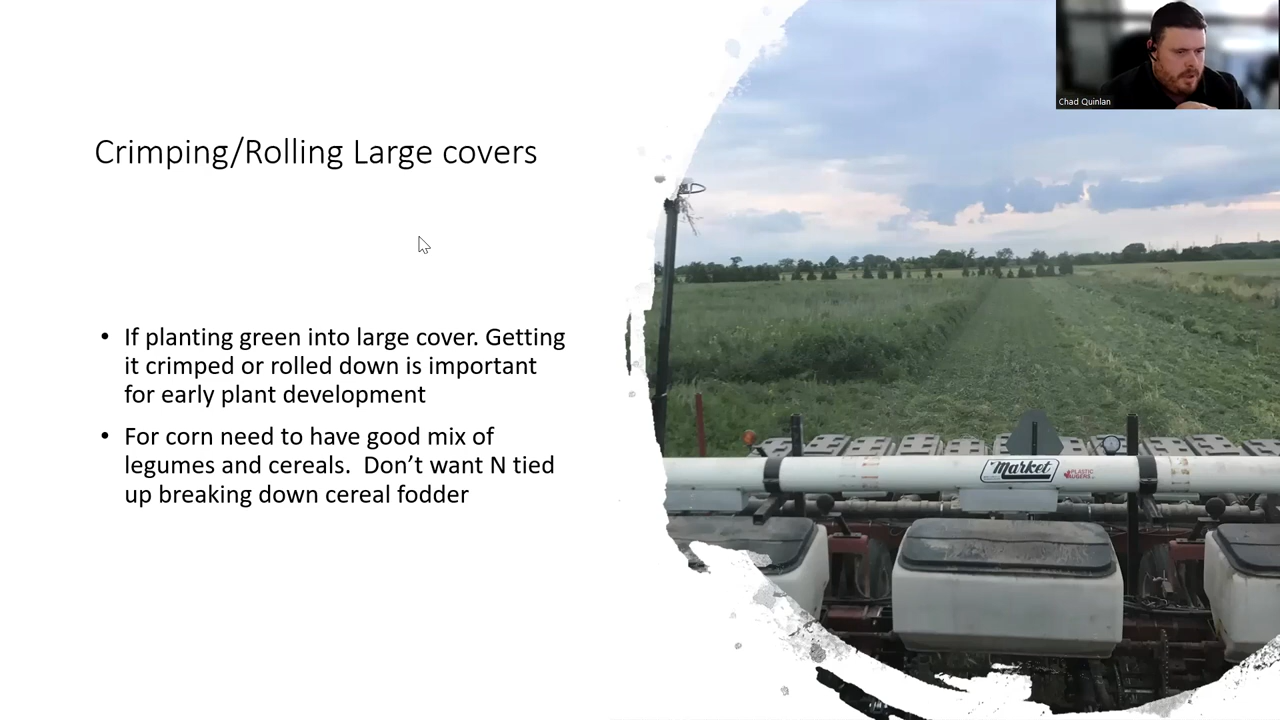 Chad Quinlan
Crimping/Rolling Large covers
• If planting green into large cover. Getting
it crimped or rolled down is important
for early plant development
• For corn need to have good mix of
legumes and cereals.  Don’t want N tied
up breaking down cereal fodder
Market
PLASTIC
AUGERS